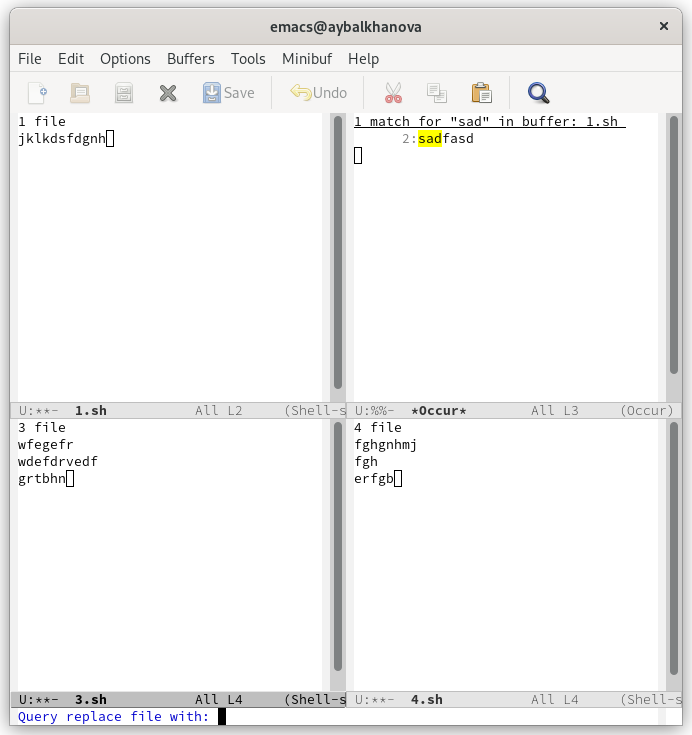 emacs@aybalkhanova
File Edit Options Buffers Tools Minibuf Help
Save Undo
1 file
jklkdsfdgnh
U:**- 1.sh All L2 (Shell-s
1 match for "sad" in buffer: 1.sh
2:sadfasd
U:%%- *Occur* All L3 (Occur)
3 file
wfegefr
wdefdrvedf
grtbhn
U:**- 3.sh All L4 (Shell-s
4 file
fghgnhmj
fgh
erfgb
U:**- 4.sh All L4 (Shell-s
Query replace file with: